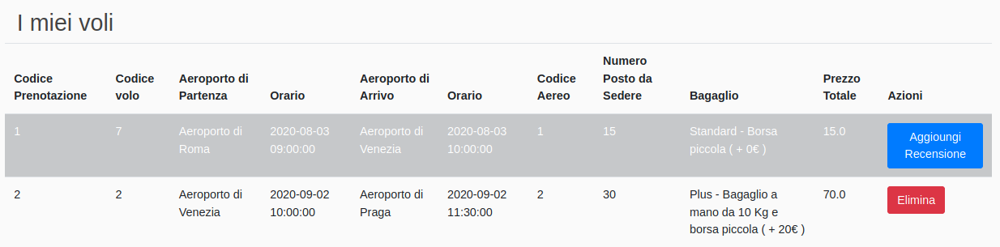 I miei voli
Codice Prenotazione Codice volo Aeroporto di Partenza Orario Aeroporto di Arrivo Orario Codice Aereo Numero Posto da Sedere Bagaglio Prezzo Totale Azioni
1 7 Aeroporto di Roma 2020-08-03 09:00:00 Aeroporto di Venezia 2020-08-03 10:00:00 1 15 Standard - Borsa piccola ( + 0€ ) 15.0 Aggioungi Recensione
2 2 Aeroporto di Venezia 2020-09-02 10:00:00 Aeroporto di Praga 2020-09-02 11:30:00 2 30 Plus - Bagaglio a mano da 10 Kg e borsa piccola ( + 20€ ) 70.0 Elimina